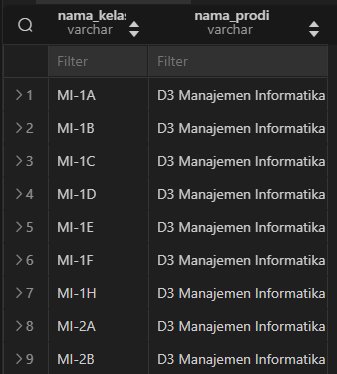 nama_kelas nama_prodi
varchar varchar
Filter Filter
1 MI-1A D3 Manajemen Informatika
2 MI-1B D3 Manajemen Informatika
3 MI-1C D3 Manajemen Informatika
4 MI-1D D3 Manajemen Informatika
5 MI-1E D3 Manajemen Informatika
6 MI-1F D3 Manajemen Informatika
7 MI-1H D3 Manajemen Informatika
8 MI-2A D3 Manajemen Informatika
9 MI-2B D3 Manajemen Informatika